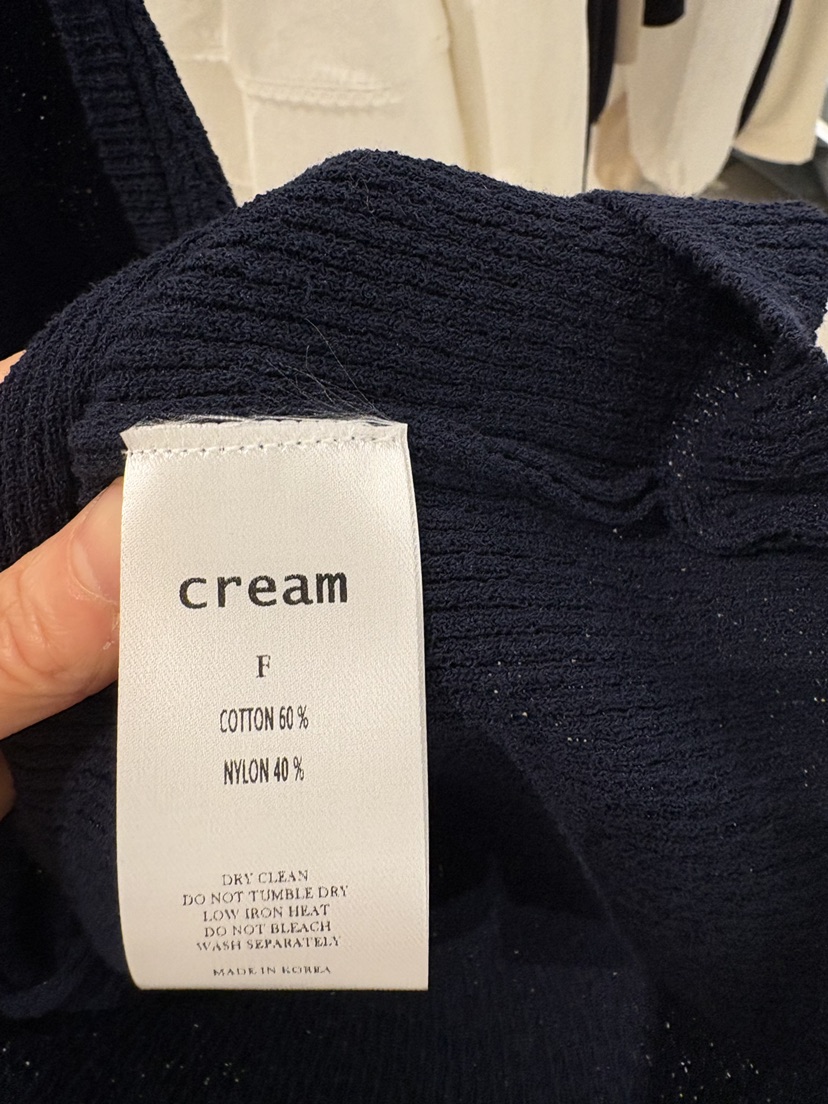 cream
F
COTTON 60 %
NYLON 40 %
DRY CLEAN
DO NOT TUMBLE DRY
LOW IRON HEAT
DO NOT BLEACH
WASH SEPARATELY
MADE IN KOREA